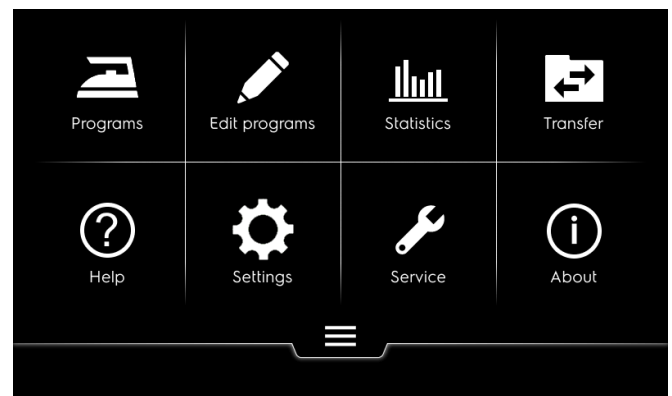 Programs
Edit programs
Statistics
Transfer
Help
Settings
Service
About